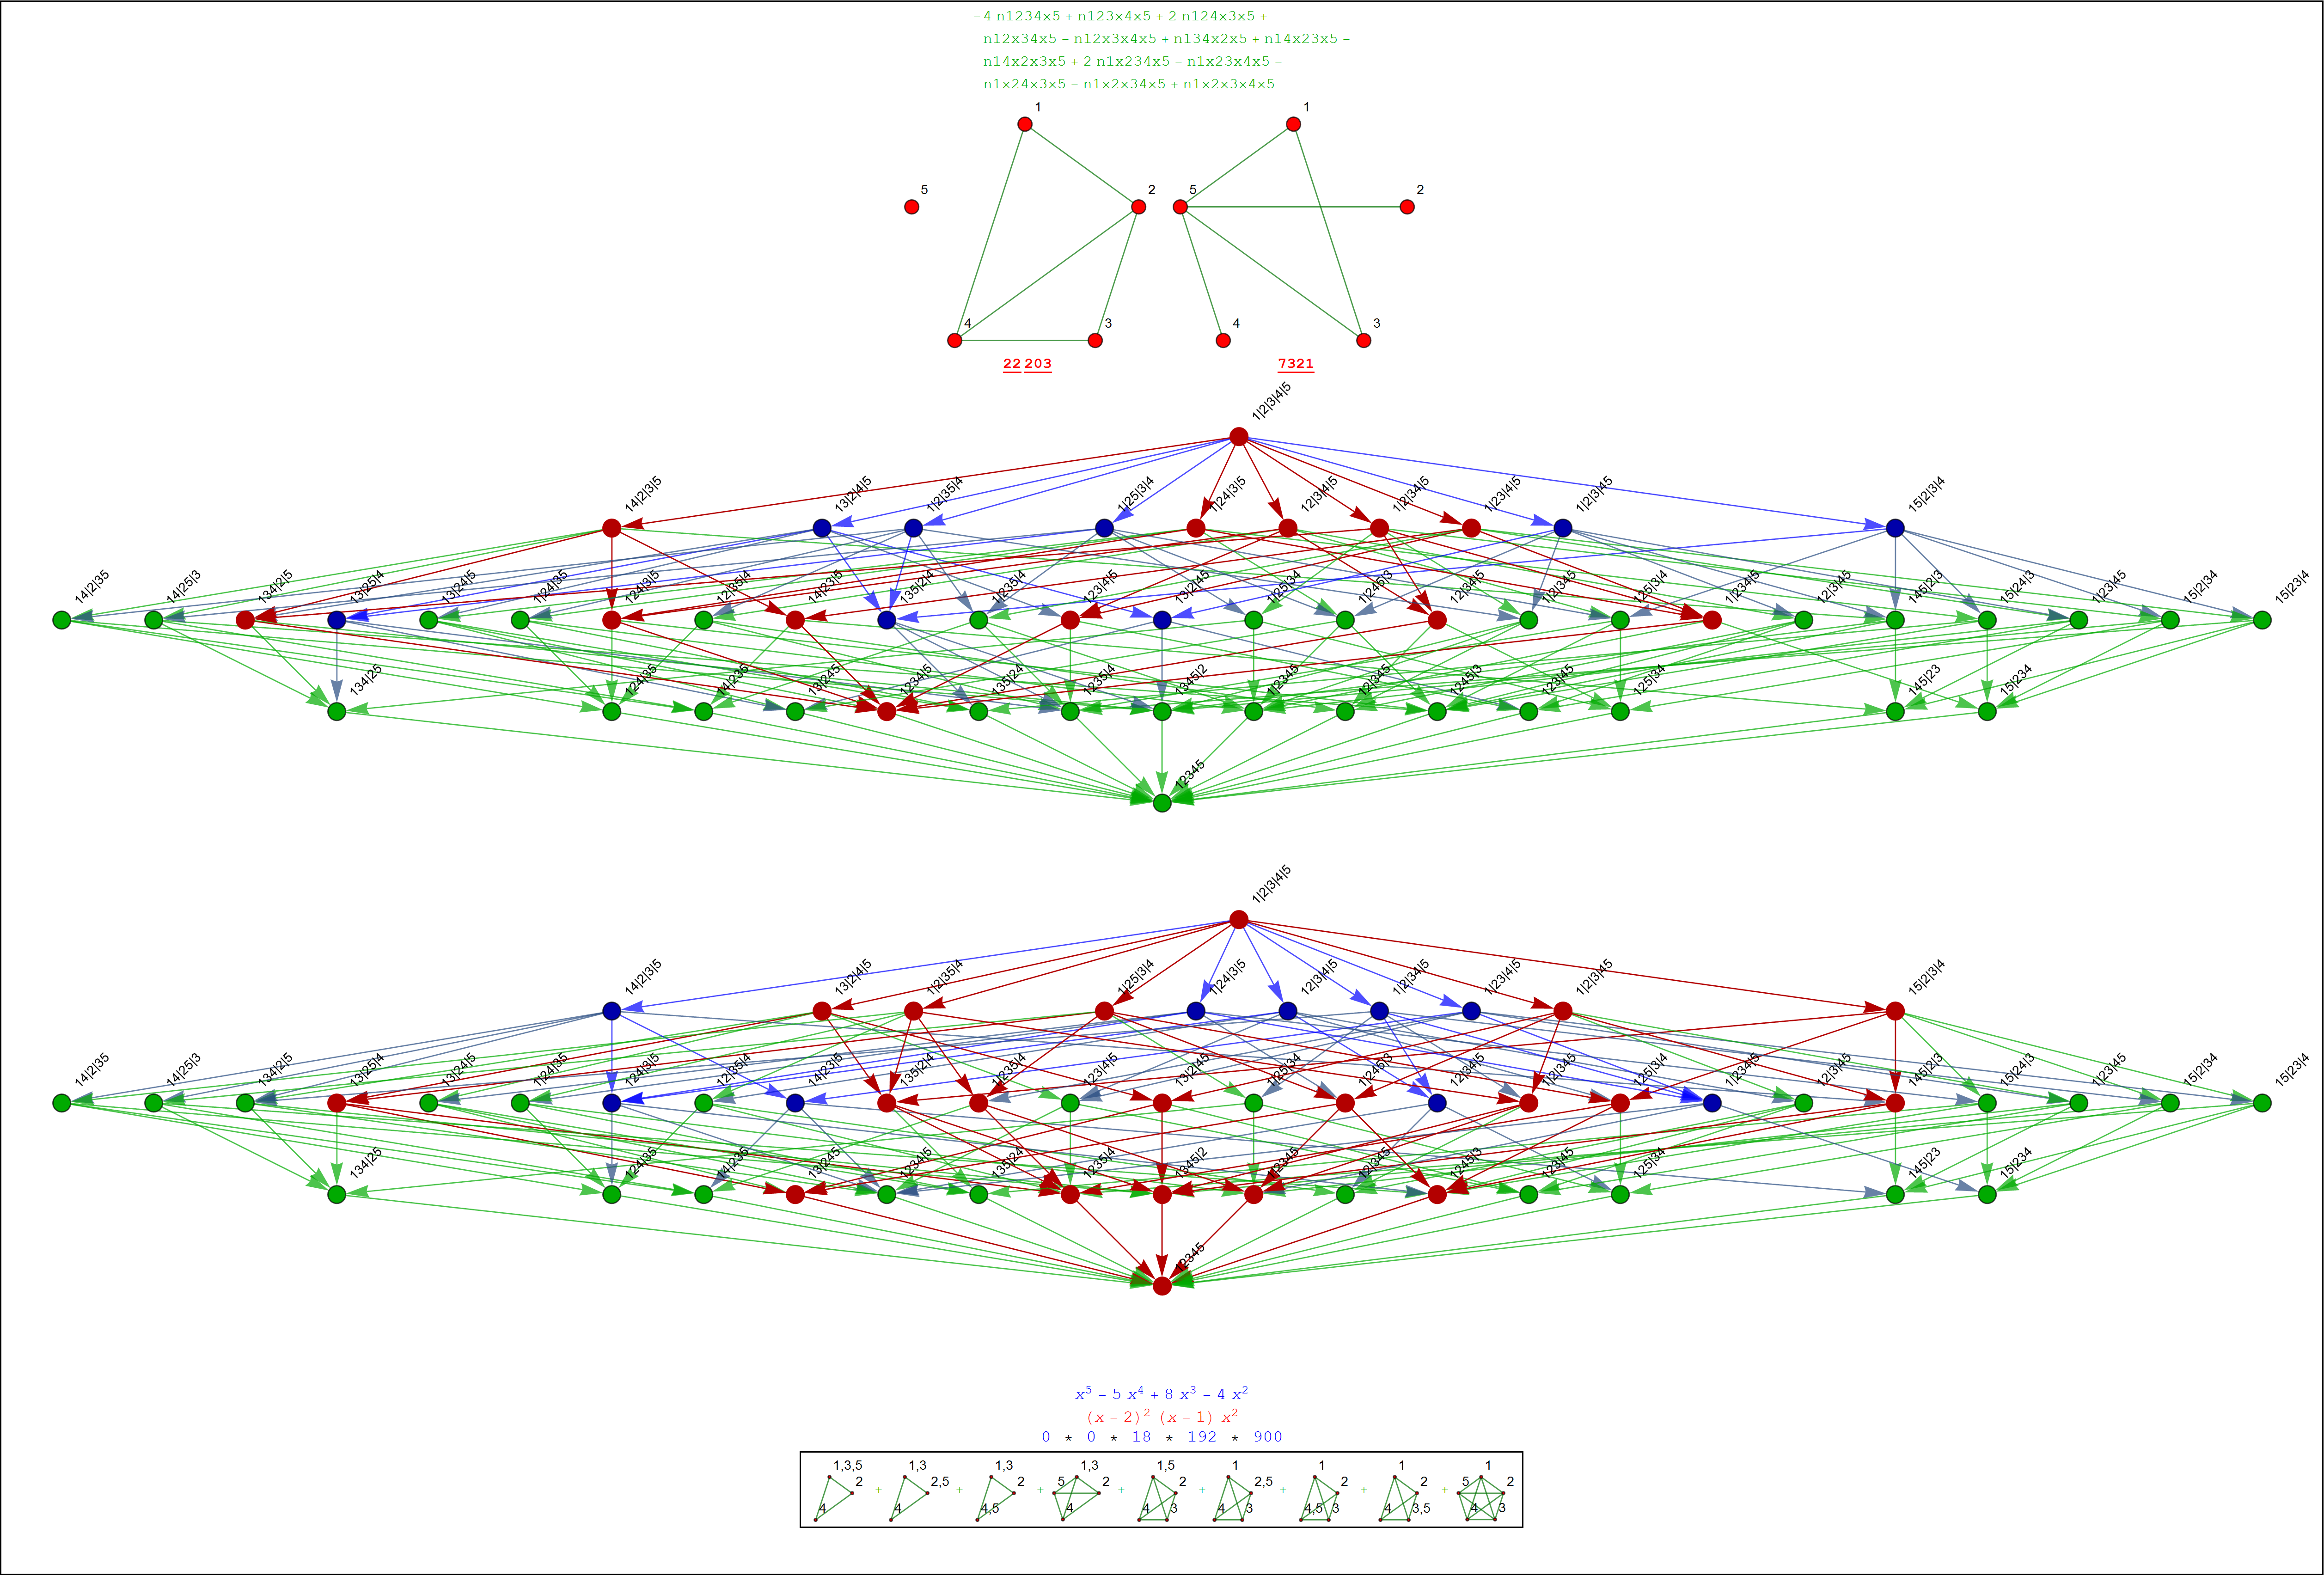 -4 n1234x5 + n123x4x5 + 2 n124x3x5 +
n12x34x5 - n12x3x4x5 + n134x2x5 + n14x23x5 -
n14x2x3x5 + 2 n1x234x5 - n1x23x4x5 -
n1x24x3x5 - n1x2x34x5 + n1x2x3x4x5
1 1
5 2 5 2
4 3 4 3
22 203 7321
1|2|3|4|5
14|2|3|5 13|2|4|5 1|2|35|4 1|25|3|4 1|24|3|5 12|3|4|5 1|2|34|5 1|23|4|5 1|2|3|45 15|2|3|4
14|2|35 14|25|3 134|2|5 13|25|4 13|24|5 1|24|35 124|3|5 12|35|4 14|23|5 135|2|4 1|235|4 123|4|5 13|2|45 1|25|34 1|245|3 12|34|5 1|2|345 125|3|4 1|234|5 12|3|45 145|2|3 15|24|3 1|23|45 15|2|34 15|23|4
134|25 124|35 14|235 13|245 1234|5 135|24 1235|4 1345|2 1|2345 12|345 1245|3 123|45 125|34 145|23 15|234
12345
1|2|3|4|5
14|2|3|5 13|2|4|5 1|2|35|4 1|25|3|4 1|24|3|5 12|3|4|5 1|2|34|5 1|23|4|5 1|2|3|45 15|2|3|4
14|2|35 14|25|3 134|2|5 13|25|4 13|24|5 1|24|35 124|3|5 12|35|4 14|23|5 135|2|4 1|235|4 123|4|5 13|2|45 1|25|34 1|245|3 12|34|5 1|2|345 125|3|4 1|234|5 12|3|45 145|2|3 15|24|3 1|23|45 15|2|34 15|23|4
134|25 124|35 14|235 13|245 1234|5 135|24 1235|4 1345|2 1|2345 12|345 1245|3 123|45 125|34 145|23 15|234
12345
x⁵ - 5 x⁴ + 8 x³ - 4 x²
(x - 2)² (x - 1) x²
0 * 0 * 18 * 192 * 900
1,3,5 1,3 1,3 1,3 1,5 1 1 1 1
2 2,5 2 5 2 2 2,5 2 2 5 2
+ + + + + + + +
4 4 4,5 4 4 3 4 3 4,5 3 4 3,5 4 3